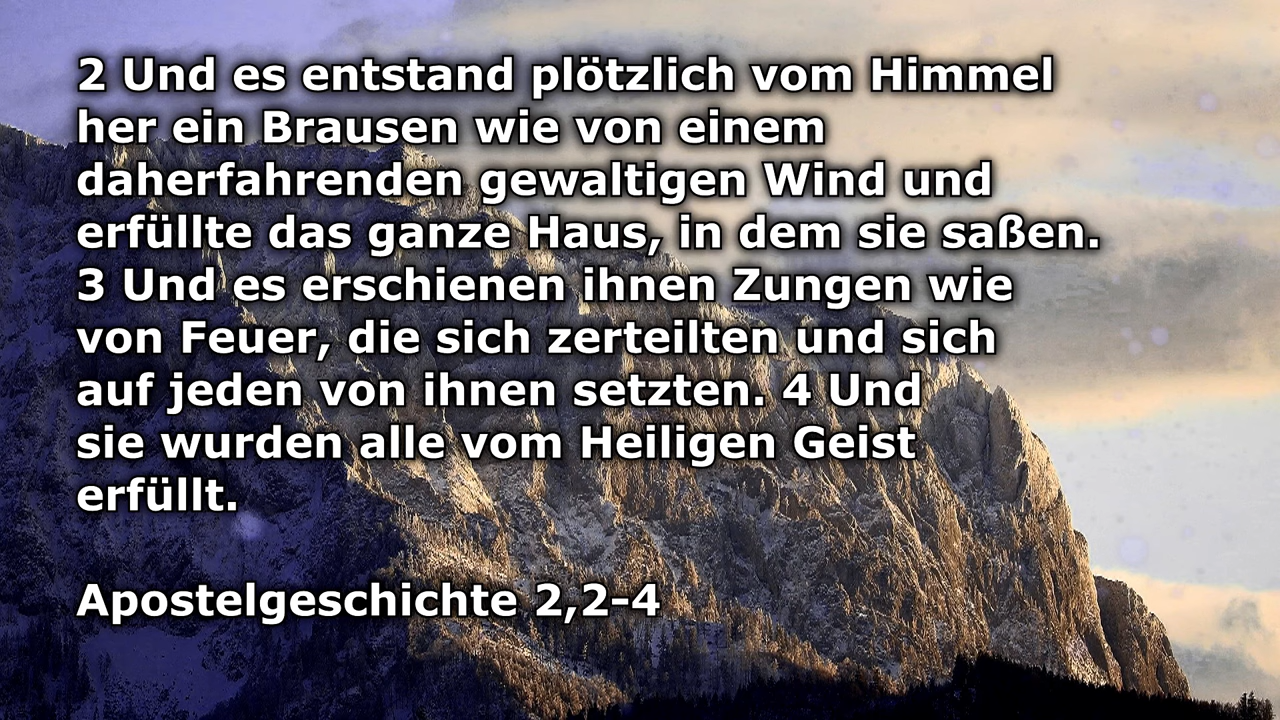 2 Und es entstand plötzlich vom Himmel
her ein Brausen wie von einem
daherfahrenden gewaltigen Wind und
erfüllte das ganze Haus, in dem sie saßen.
3 Und es erschienen ihnen Zungen wie
von Feuer, die sich zerteilten und sich
auf jeden von ihnen setzten. 4 Und
sie wurden alle vom Heiligen Geist
erfüllt.
Apostelgeschichte 2,2-4